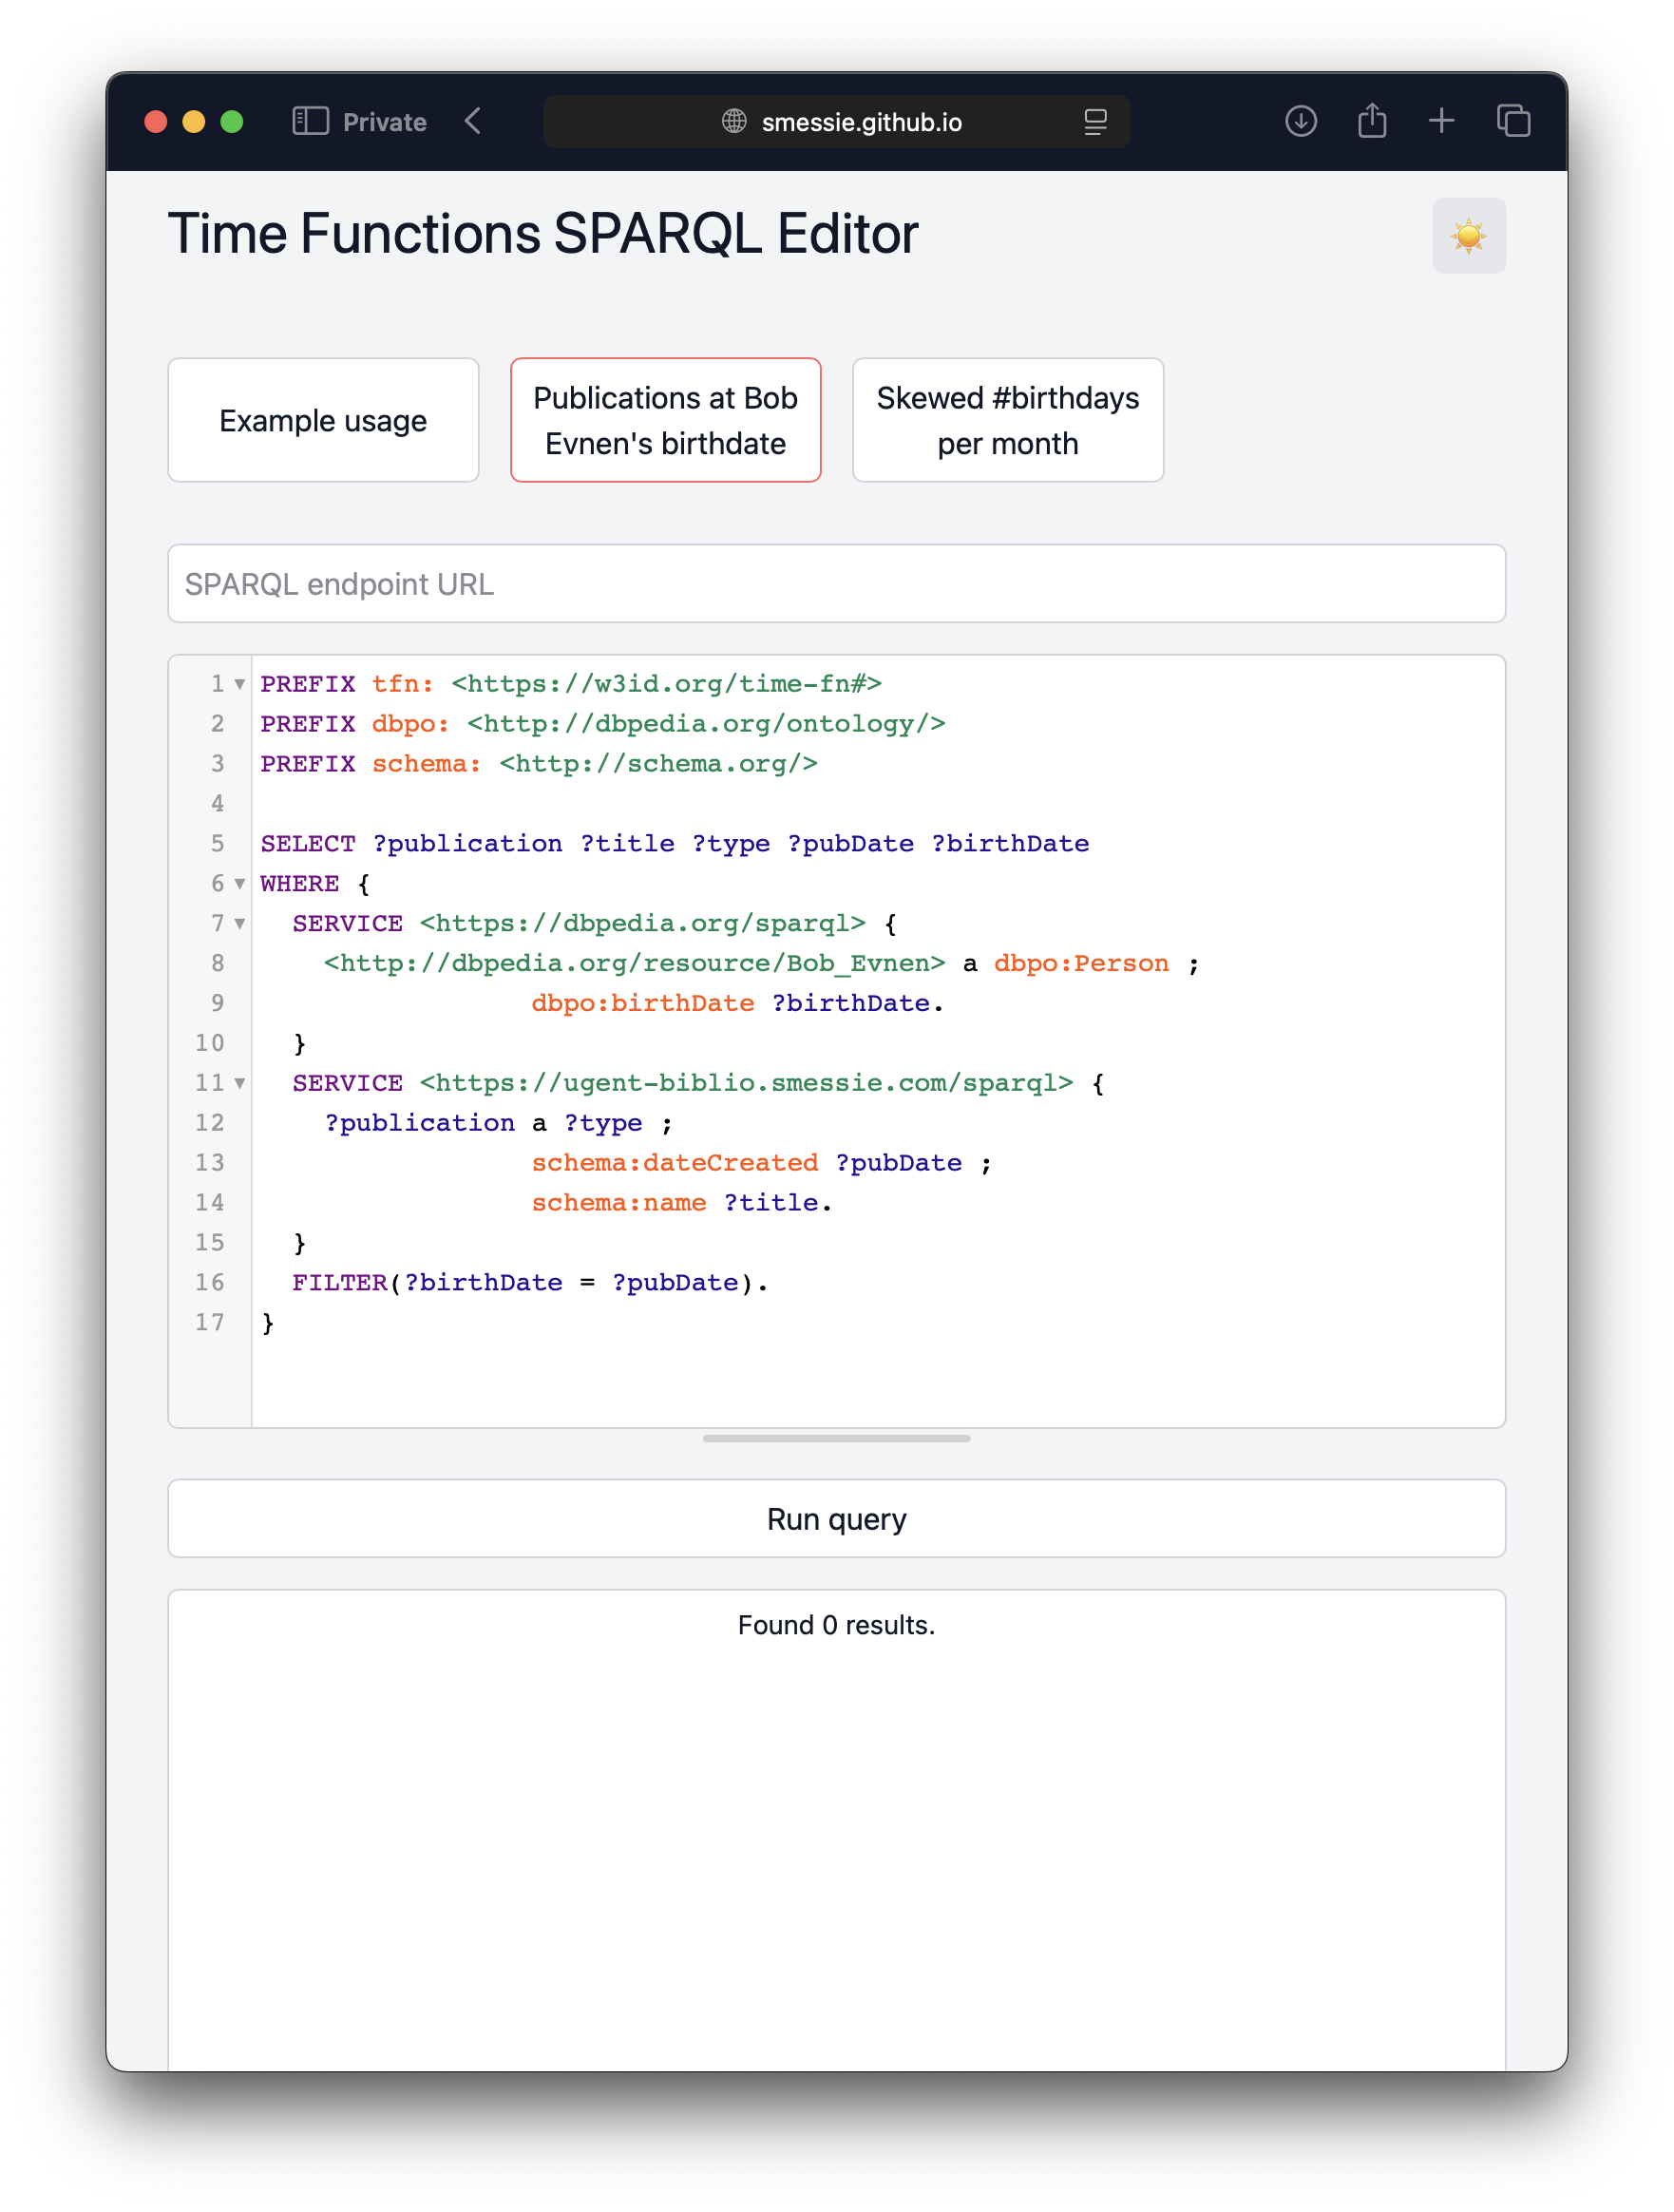 Private
smessie.github.io
Time Functions SPARQL Editor
Example usage
Publications at Bob
Evnen's birthdate
Skewed #birthdays
per month
SPARQL endpoint URL
1 PREFIX tfn: <https://w3id.org/time-fn#>
2 PREFIX dbpo: <http://dbpedia.org/ontology/>
3 PREFIX schema: <http://schema.org/>
4
5 SELECT ?publication ?title ?type ?pubDate ?birthDate
6 WHERE {
7 SERVICE <https://dbpedia.org/sparql> {
8 <http://dbpedia.org/resource/Bob_Evnen> a dbpo:Person ;
9 dbpo:birthDate ?birthDate.
10 }
11 SERVICE <https://ugent-biblio.smessie.com/sparql> {
12 ?publication a ?type ;
13 schema:dateCreated ?pubDate ;
14 schema:name ?title.
15 }
16 FILTER(?birthDate = ?pubDate).
17 }
Run query
Found 0 results.